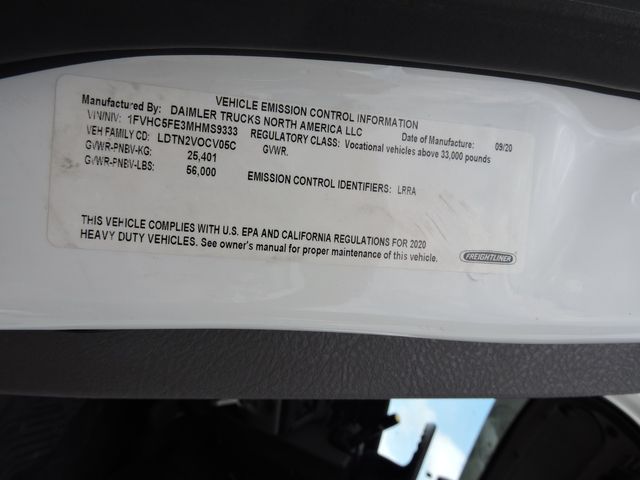 VEHICLE EMISSION CONTROL INFORMATION
Manufactured By: DAIMLER TRUCKS NORTH AMERICA LLC Date of Manufacture: 09/20
VIN/NIV: 1FVHC5FE3MHMS9333 REGULATORY CLASS: Vocational vehicles above 33,000 pounds
VEH FAMILY CD: LDTN2VOCV05C GVWR.
GVWR-PNBV-KG: 25,401
GVWR-PNBV-LBS: 56,000 EMISSION CONTROL IDENTIFIERS: LRRA
THIS VEHICLE COMPLIES WITH U.S. EPA AND CALIFORNIA REGULATIONS FOR 2020
HEAVY DUTY VEHICLES. See owner's manual for proper maintenance of this vehicle.
FREIGHTLINER